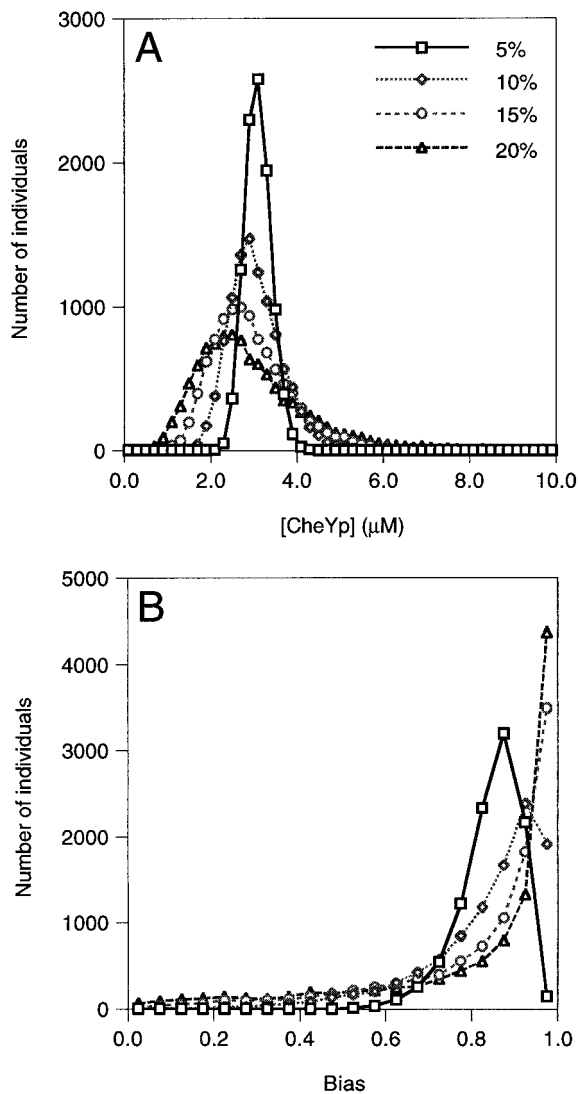 A
3000
2000
1000
0
Number of individuals
5%
10%
15%
20%
0.0 2.0 4.0 6.0 8.0 10.0
[CheYp] (μM)
B
5000
4000
3000
2000
1000
0
Number of individuals
0.0 0.2 0.4 0.6 0.8 1.0
Bias